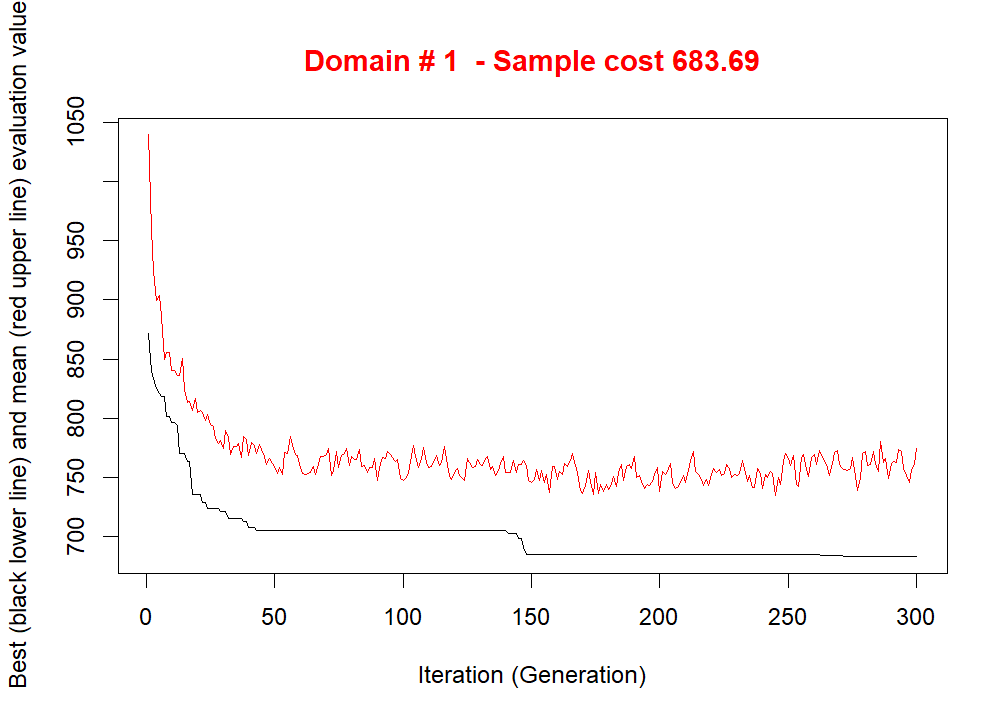 Domain # 1  - Sample cost 683.69
Best (black lower line) and mean (red upper line) evaluation value
1050
950
900
850
800
750
700
0 50 100 150 200 250 300
Iteration (Generation)